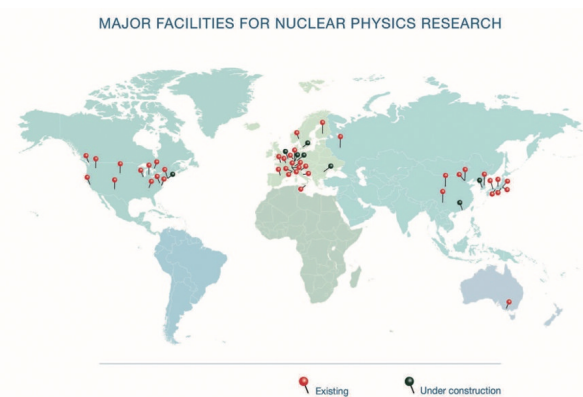 MAJOR FACILITIES FOR NUCLEAR PHYSICS RESEARCH
Existing
Under construction